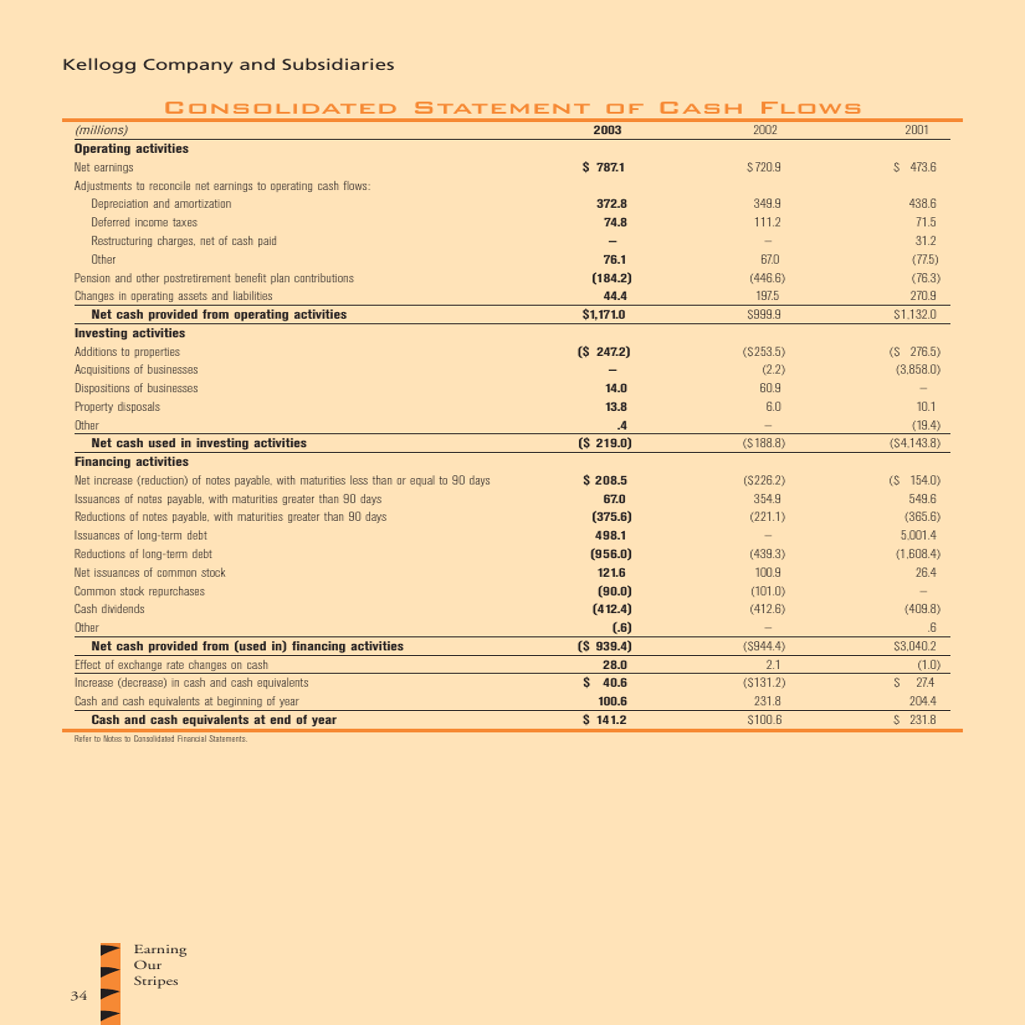 Kellogg Company and Subsidiaries
CONSOLIDATED STATEMENT OF CASH FLOWS
(millions) 2003 2002 2001
Operating activities
Net earnings $ 787.1 $720.9 $ 473.6
Adjustments to reconcile net earnings to operating cash flows:
Depreciation and amortization 372.8 349.9 438.6
Deferred income taxes 74.8 111.2 71.5
Restructuring charges, net of cash paid – – 31.2
Other 76.1 67.0 (77.5)
Pension and other postretirement benefit plan contributions (184.2) (446.6) (76.3)
Changes in operating assets and liabilities 44.4 197.5 270.9
Net cash provided from operating activities $1,171.0 $999.9 $1,132.0
Investing activities
Additions to properties ($ 247.2) ($253.5) ($ 276.5)
Acquisitions of businesses – (2.2) (3,858.0)
Dispositions of businesses 14.0 60.9 –
Property disposals 13.8 6.0 10.1
Other .4 – (19.4)
Net cash used in investing activities ($ 219.0) ($188.8) ($4,143.8)
Financing activities
Net increase (reduction) of notes payable, with maturities less than or equal to 90 days $ 208.5 ($226.2) ($ 154.0)
Issuances of notes payable, with maturities greater than 90 days 67.0 354.9 549.6
Reductions of notes payable, with maturities greater than 90 days (375.6) (221.1) (365.6)
Issuances of long-term debt 498.1 – 5,001.4
Reductions of long-term debt (956.0) (439.3) (1,608.4)
Net issuances of common stock 121.6 100.9 26.4
Common stock repurchases (90.0) (101.0) –
Cash dividends (412.4) (412.6) (409.8)
Other (.6) – .6
Net cash provided from (used in) financing activities ($ 939.4) ($944.4) $3,040.2
Effect of exchange rate changes on cash 28.0 2.1 (1.0)
Increase (decrease) in cash and cash equivalents $ 40.6 ($131.2) $ 27.4
Cash and cash equivalents at beginning of year 100.6 231.8 204.4
Cash and cash equivalents at end of year $ 141.2 $100.6 $ 231.8
Refer to Notes to Consolidated Financial Statements.
Earning
Our
Stripes
34